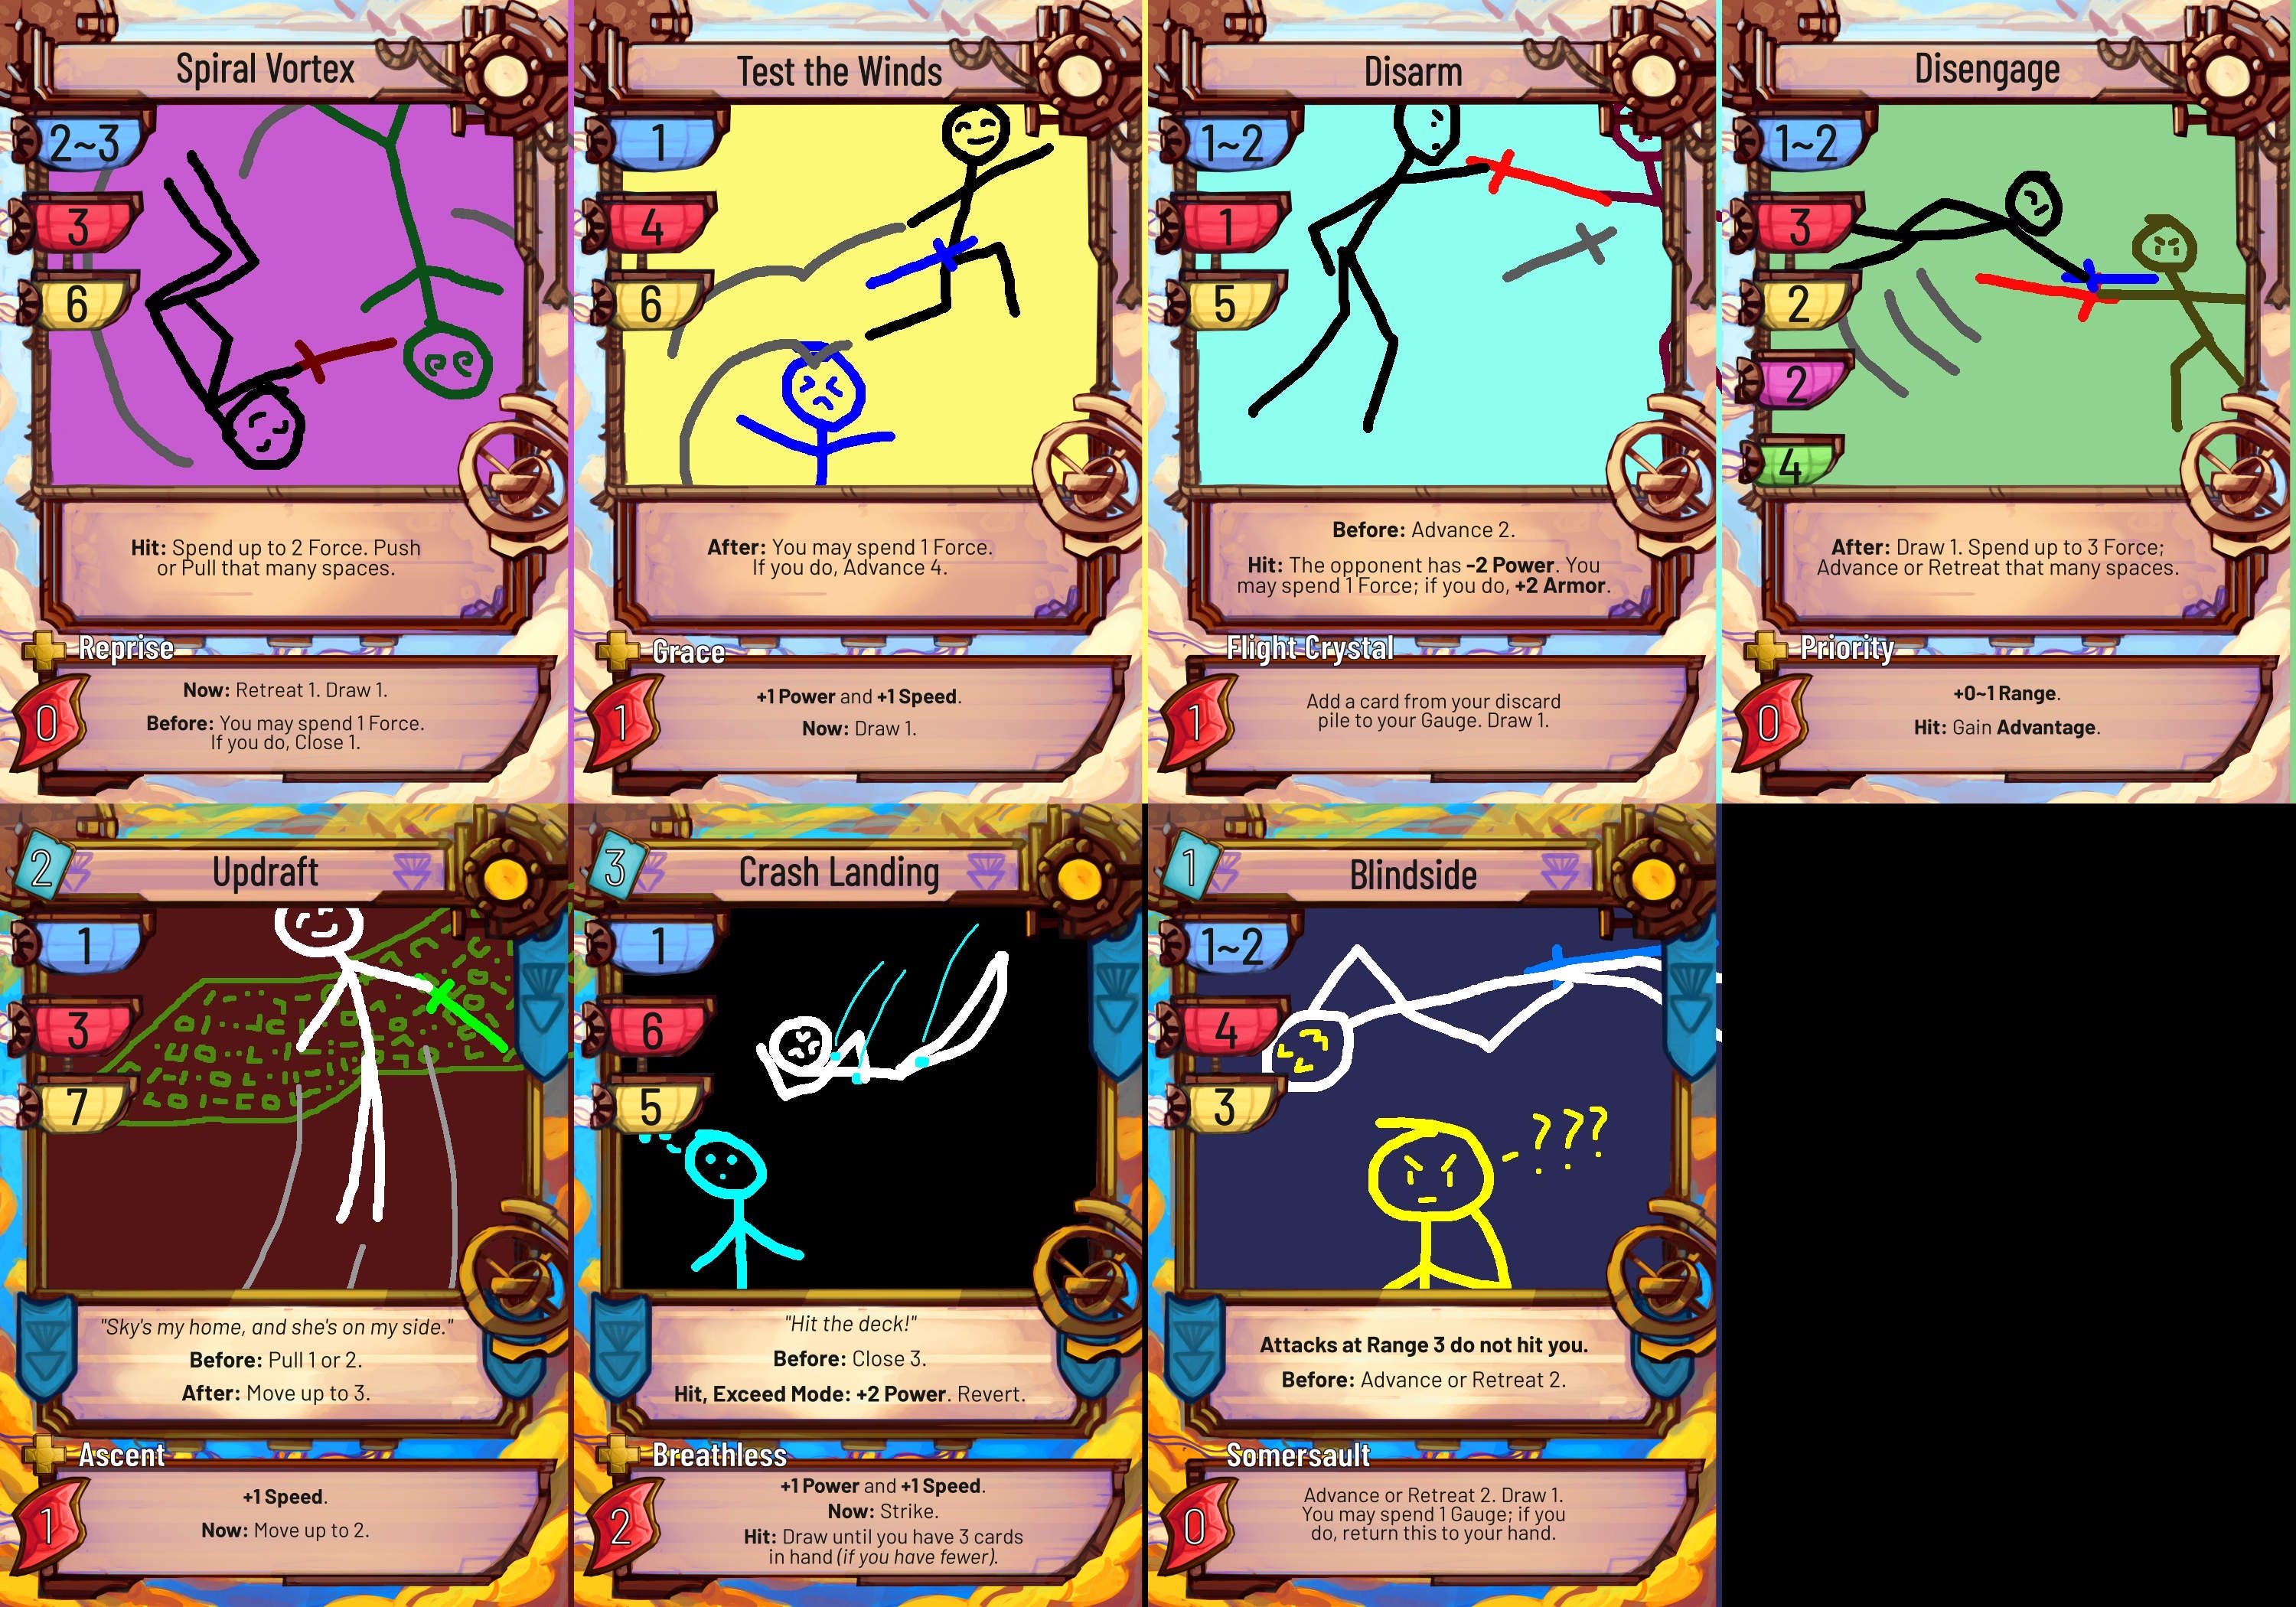 Spiral Vortex
2~3
3
6
Hit: Spend up to 2 Force. Push
or Pull that many spaces.
Reprise
0
Now: Retreat 1. Draw 1.
Before: You may spend 1 Force.
If you do, Close 1.
Test the Winds
1
4
6
After: You may spend 1 Force.
If you do, Advance 4.
Grace
1
+1 Power and +1 Speed.
Now: Draw 1.
Disarm
1~2
1
5
Before: Advance 2.
Hit: The opponent has -2 Power. You
may spend 1 Force; if you do, +2 Armor.
Flight Crystal
1
Add a card from your discard
pile to your Gauge. Draw 1.
Disengage
1~2
3
2
2
4
After: Draw 1. Spend up to 3 Force;
Advance or Retreat that many spaces.
Priority
0
+0~1 Range.
Hit: Gain Advantage.
2
Updraft
1
3
7
"Sky's my home, and she's on my side."
Before: Pull 1 or 2.
After: Move up to 3.
Ascent
1
+1 Speed.
Now: Move up to 2.
3
Crash Landing
1
6
5
"Hit the deck!"
Before: Close 3.
Hit, Exceed Mode: +2 Power. Revert.
Breathless
2
+1 Power and +1 Speed.
Now: Strike.
Hit: Draw until you have 3 cards
in hand (if you have fewer).
1
Blindside
1~2
4
3
???
Attacks at Range 3 do not hit you.
Before: Advance or Retreat 2.
Somersault
0
Advance or Retreat 2. Draw 1.
You may spend 1 Gauge; if you
do, return this to your hand.